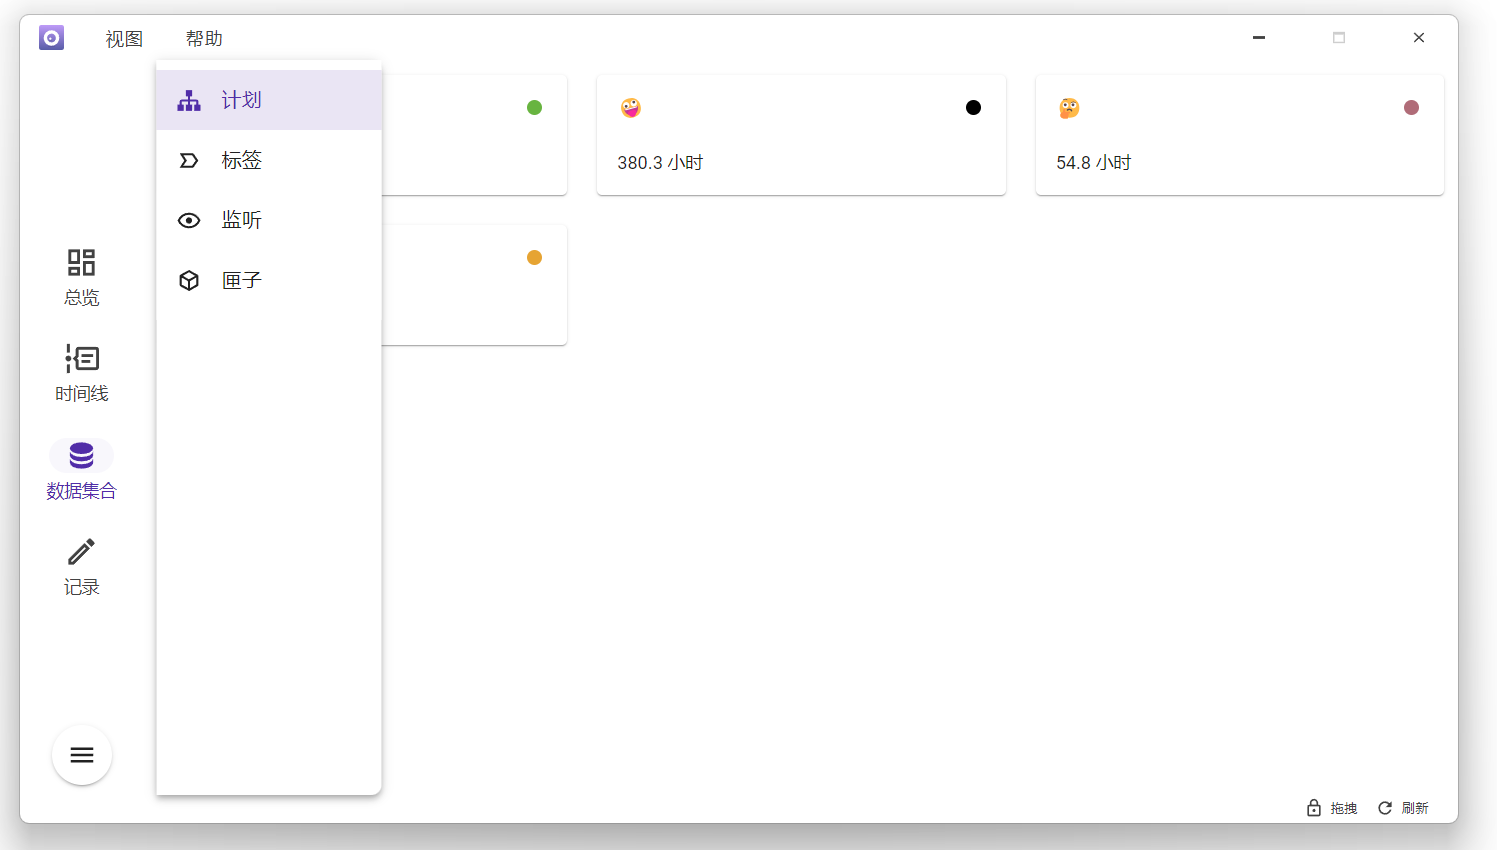 视图
帮助
计划
标签
监听
匣子
380.3 小时
54.8 小时
总览
时间线
数据集合
记录
拖拽
刷新